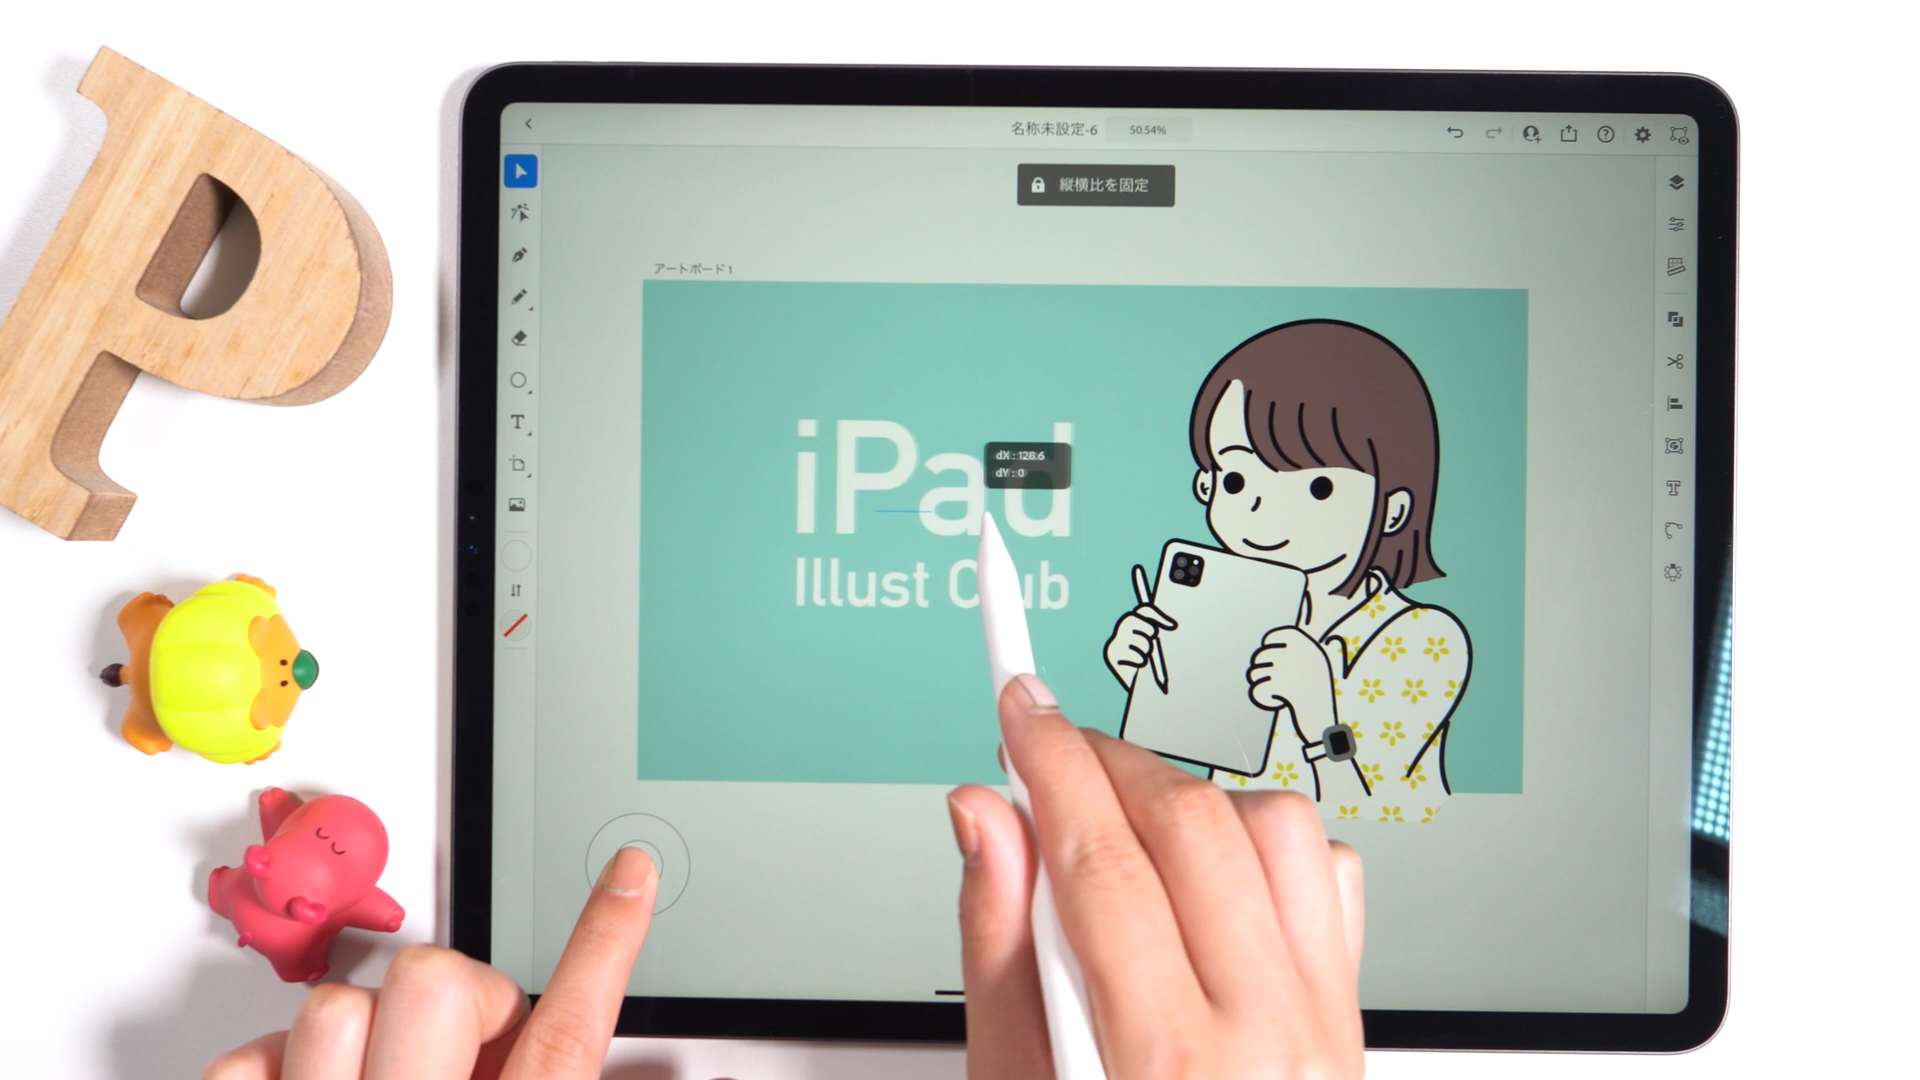 P
名称未設定-6 50.54%
縦横比を固定
アートボード1
iPad
dX : 128.6
dY : 0
Illust Club
T
T